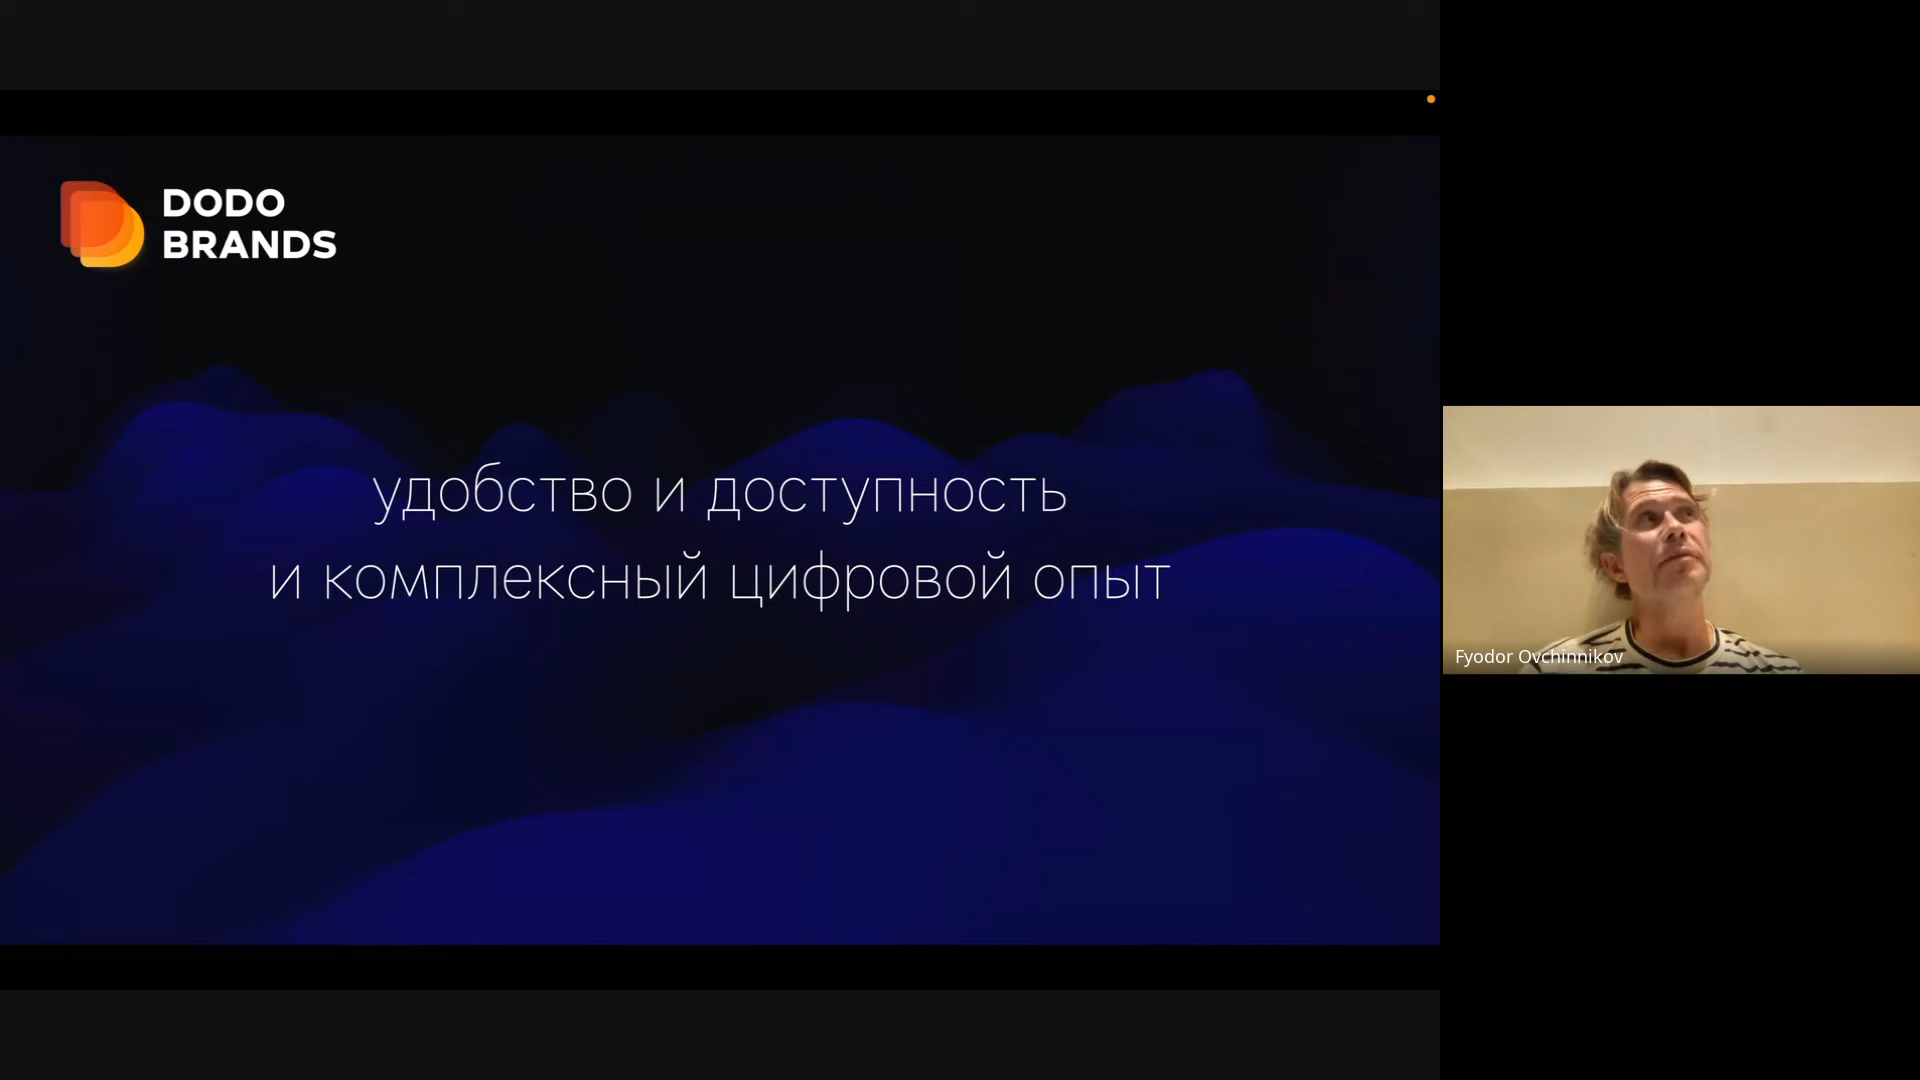 DODO
BRANDS
удобство и доступность
и комплексный цифровой опыт
Fyodor Ovchinnikov